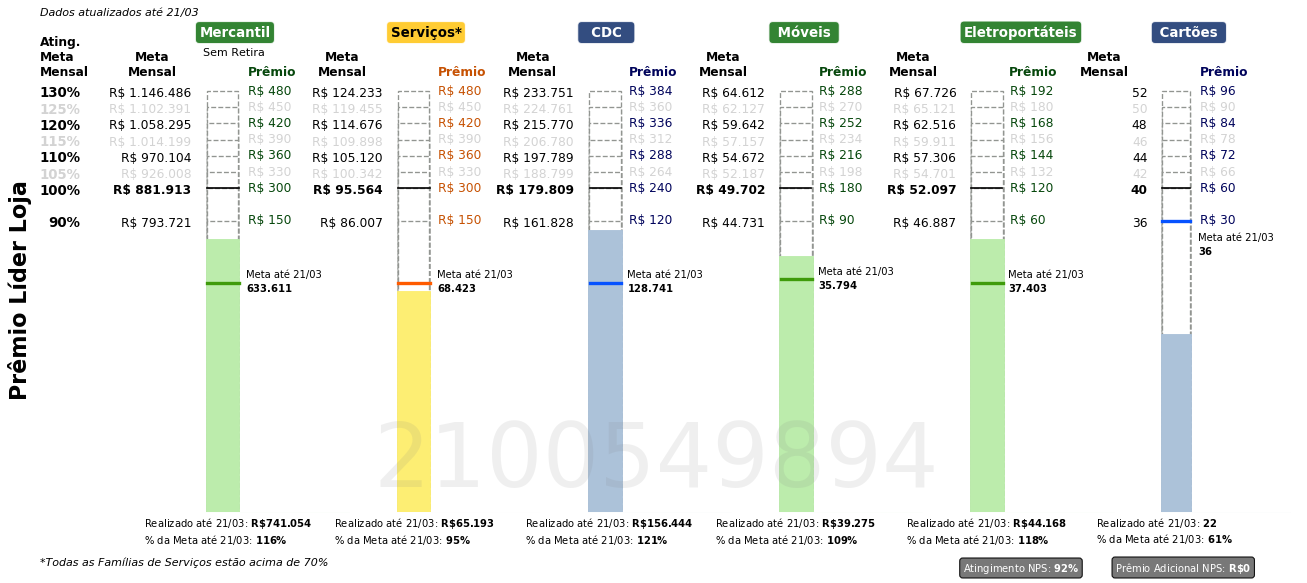 Dados atualizados até 21/03
Mercantil Serviços* CDC Móveis Eletroportáteis Cartões
Sem Retira
Ating. Meta Mensal Meta Mensal Prêmio Meta Mensal Prêmio Meta Mensal Prêmio Meta Mensal Prêmio Meta Mensal Prêmio Meta Mensal Prêmio
130% R$ 1.146.486 R$ 480 R$ 124.233 R$ 480 R$ 233.751 R$ 384 R$ 64.612 R$ 288 R$ 67.726 R$ 192 52 R$ 96
125% R$ 1.102.391 R$ 450 R$ 119.455 R$ 450 R$ 224.761 R$ 360 R$ 62.127 R$ 270 R$ 65.121 R$ 180 50 R$ 90
120% R$ 1.058.295 R$ 420 R$ 114.676 R$ 420 R$ 215.770 R$ 336 R$ 59.642 R$ 252 R$ 62.516 R$ 168 48 R$ 84
115% R$ 1.014.199 R$ 390 R$ 109.898 R$ 390 R$ 206.780 R$ 312 R$ 57.157 R$ 234 R$ 59.911 R$ 156 46 R$ 78
110% R$ 970.104 R$ 360 R$ 105.120 R$ 360 R$ 197.789 R$ 288 R$ 54.672 R$ 216 R$ 57.306 R$ 144 44 R$ 72
105% R$ 926.008 R$ 330 R$ 100.342 R$ 330 R$ 188.799 R$ 264 R$ 52.187 R$ 198 R$ 54.701 R$ 132 42 R$ 66
100% R$ 881.913 R$ 300 R$ 95.564 R$ 300 R$ 179.809 R$ 240 R$ 49.702 R$ 180 R$ 52.097 R$ 120 40 R$ 60
90% R$ 793.721 R$ 150 R$ 86.007 R$ 150 R$ 161.828 R$ 120 R$ 44.731 R$ 90 R$ 46.887 R$ 60 36 R$ 30
Prêmio Líder Loja
Meta até 21/03
633.611
Meta até 21/03
68.423
Meta até 21/03
128.741
Meta até 21/03
35.794
Meta até 21/03
37.403
Meta até 21/03
36
2100549894
Realizado até 21/03: R$741.054
% da Meta até 21/03: 116%
Realizado até 21/03: R$65.193
% da Meta até 21/03: 95%
Realizado até 21/03: R$156.444
% da Meta até 21/03: 121%
Realizado até 21/03: R$39.275
% da Meta até 21/03: 109%
Realizado até 21/03: R$44.168
% da Meta até 21/03: 118%
Realizado até 21/03: 22
% da Meta até 21/03: 61%
*Todas as Famílias de Serviços estão acima de 70%
Atingimento NPS: 92%
Prêmio Adicional NPS: R$0